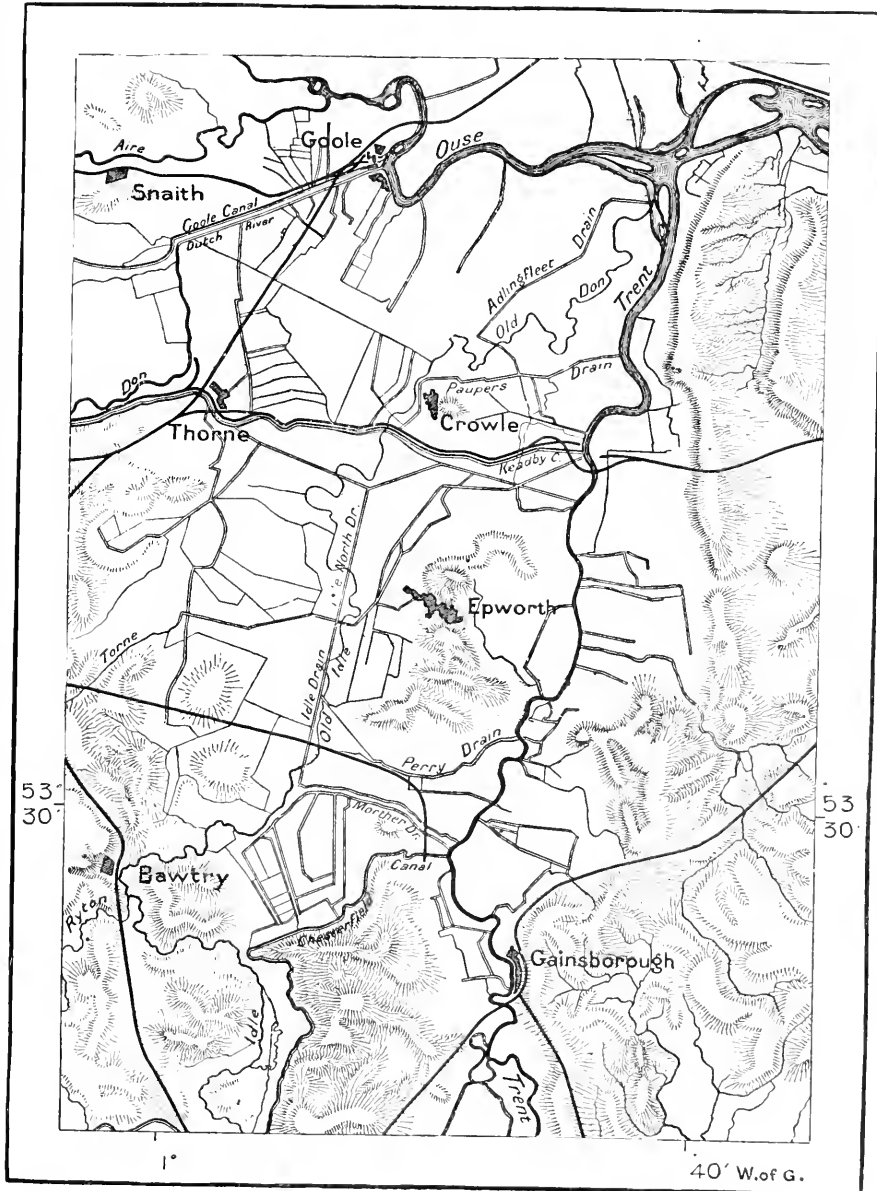 Goole
Ouse
Aire
Snaith
Goole Canal
Dutch River
Adlingfleet Drain
Old Don
Trent
Don
Paupers Drain
Crowle
Thorne
Keadby C.
North Dr.
Epworth
Torne
Idle Drain
Old Idle
Perry Drain
53° 30′
53 30′
Morther Dr.
Bawtry
Canal
Ryton
Chesterfield
Gainsborough
Idle
Trent
1°
40′ W. of G.